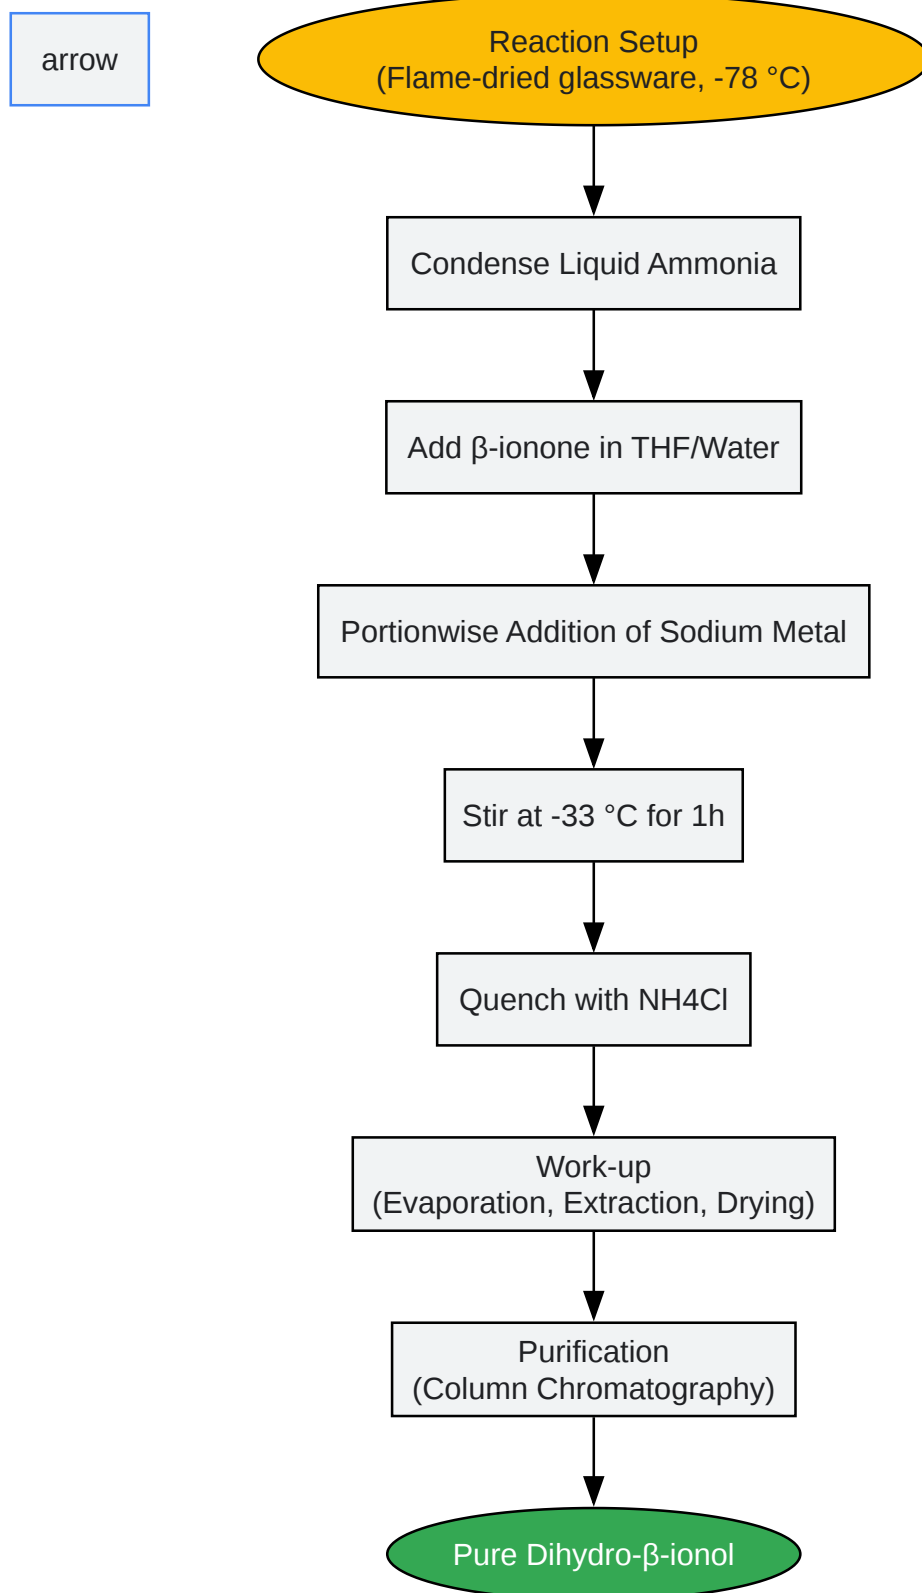 arrow
Reaction Setup
(Flame-dried glassware, -78 °C)
Condense Liquid Ammonia
Add β-ionone in THF/Water
Portionwise Addition of Sodium Metal
Stir at -33 °C for 1h
Quench with NH4Cl
Work-up
(Evaporation, Extraction, Drying)
Purification
(Column Chromatography)
Pure Dihydro-β-ionol